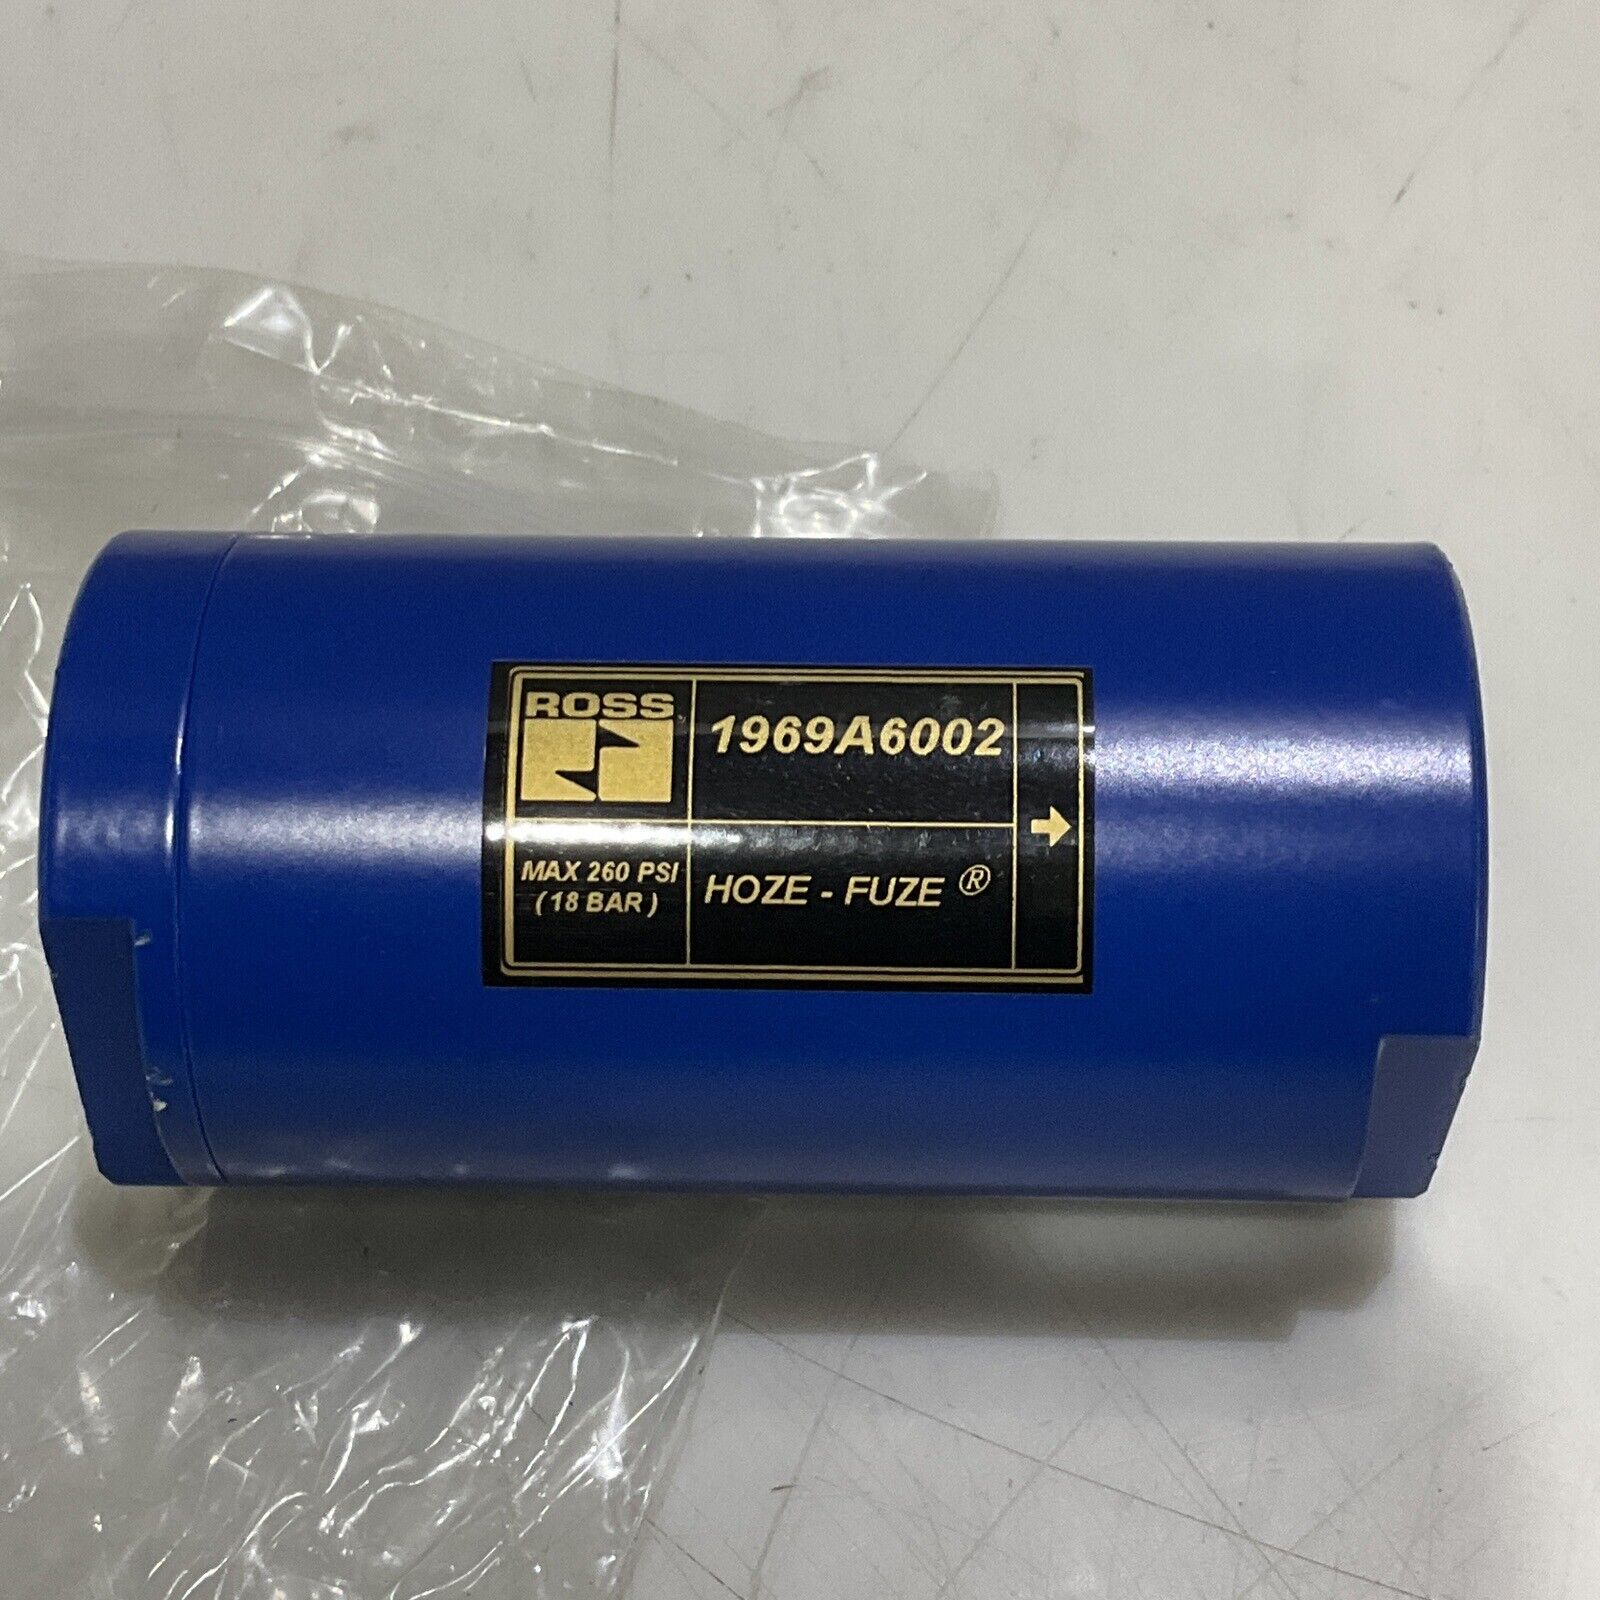 ROSS
1969A6002
MAX 260 PSI
( 18 BAR )
HOZE - FUZE ®